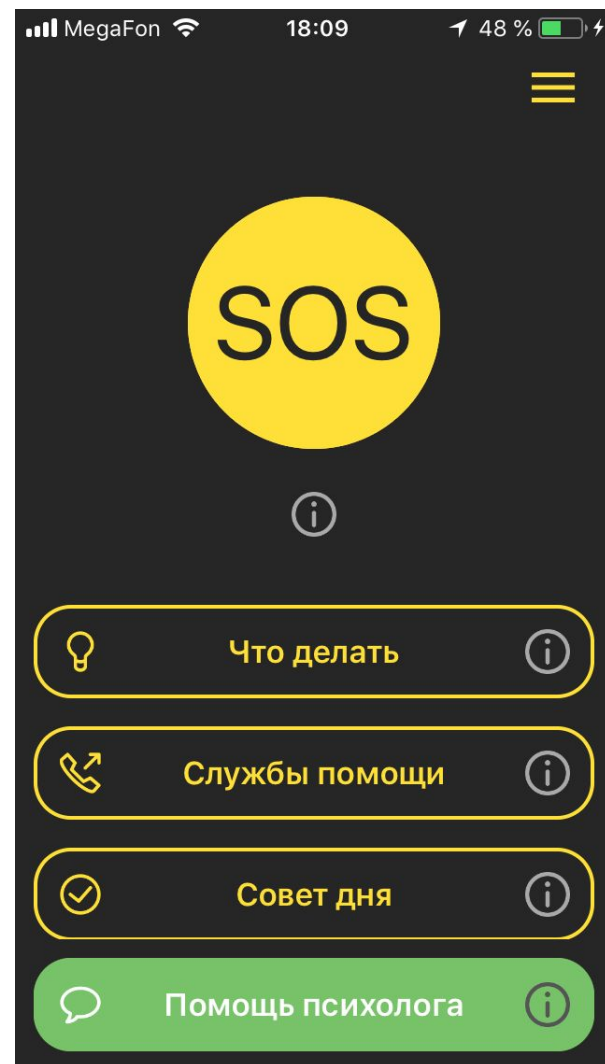 MegaFon 18:09 48 %
SOS
Что делать
Службы помощи
Совет дня
Помощь психолога